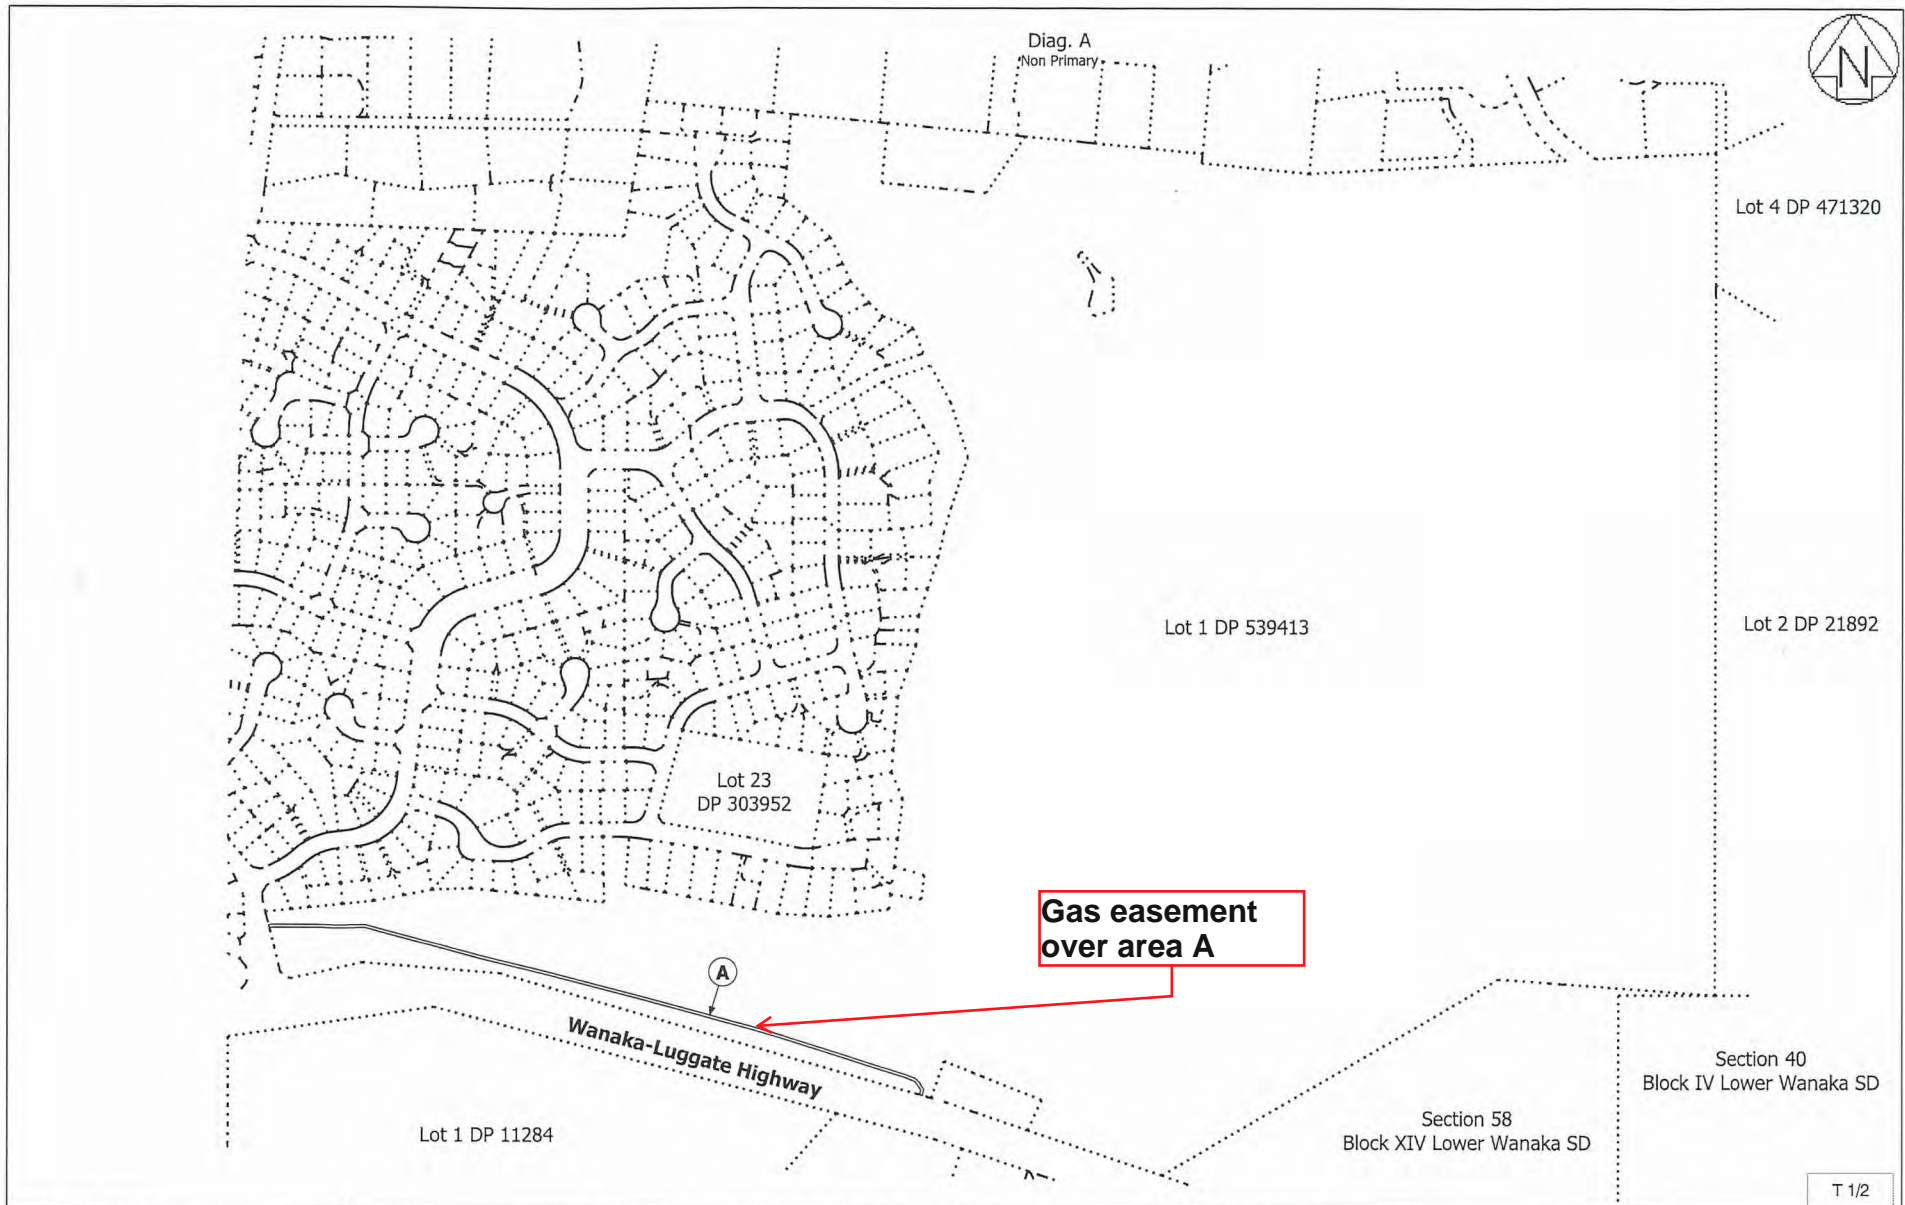 Diag. A
Non Primary
N
Lot 4 DP 471320
Lot 1 DP 539413
Lot 2 DP 21892
Lot 23
DP 303952
Gas easement
over area A
A
Wanaka-Luggate Highway
Section 40
Block IV Lower Wanaka SD
Section 58
Block XIV Lower Wanaka SD
Lot 1 DP 11284
T 1/2